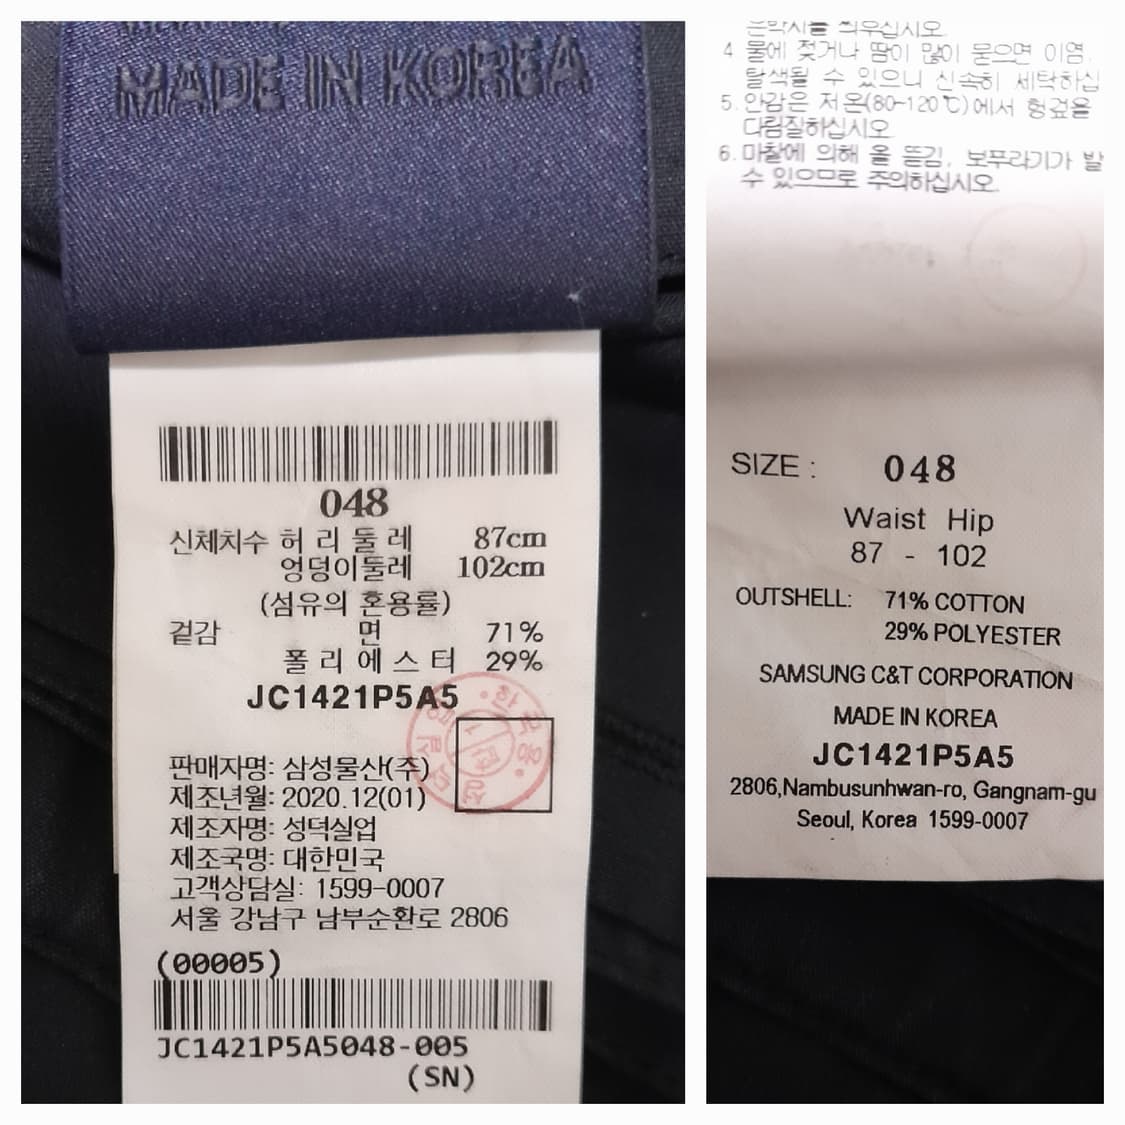 MADE IN KOREA
048
신체치수 허 리 둘 레 87cm
엉덩이둘레 102cm
(섬유의 혼용률)
겉감 면 71%
폴 리 에 스 터 29%
JC1421P5A5
판매자명: 삼성물산(주)
제조년월: 2020.12(01)
제조자명: 성덕실업
제조국명: 대한민국
고객상담실: 1599-0007
서울 강남구 남부순환로 2806
(00005)
JC1421P5A5048-005
(SN)
씌우십시오.
4 물에 젖거나 땀이 많이 묻으면 이염,
탈색될 수 있으니 신속히 세탁하십
5.안감은 저온(80~120℃)에서 헝겊을
다림질하십시오
6.마찰에 의해 올 뜯김, 보푸라기가 발
수 있으므로 주의하십시오.
SIZE : 048
Waist Hip
87 - 102
OUTSHELL: 71% COTTON
29% POLYESTER
SAMSUNG C&T CORPORATION
MADE IN KOREA
JC1421P5A5
2806,Nambusunhwan-ro, Gangnam-gu
Seoul, Korea 1599-0007